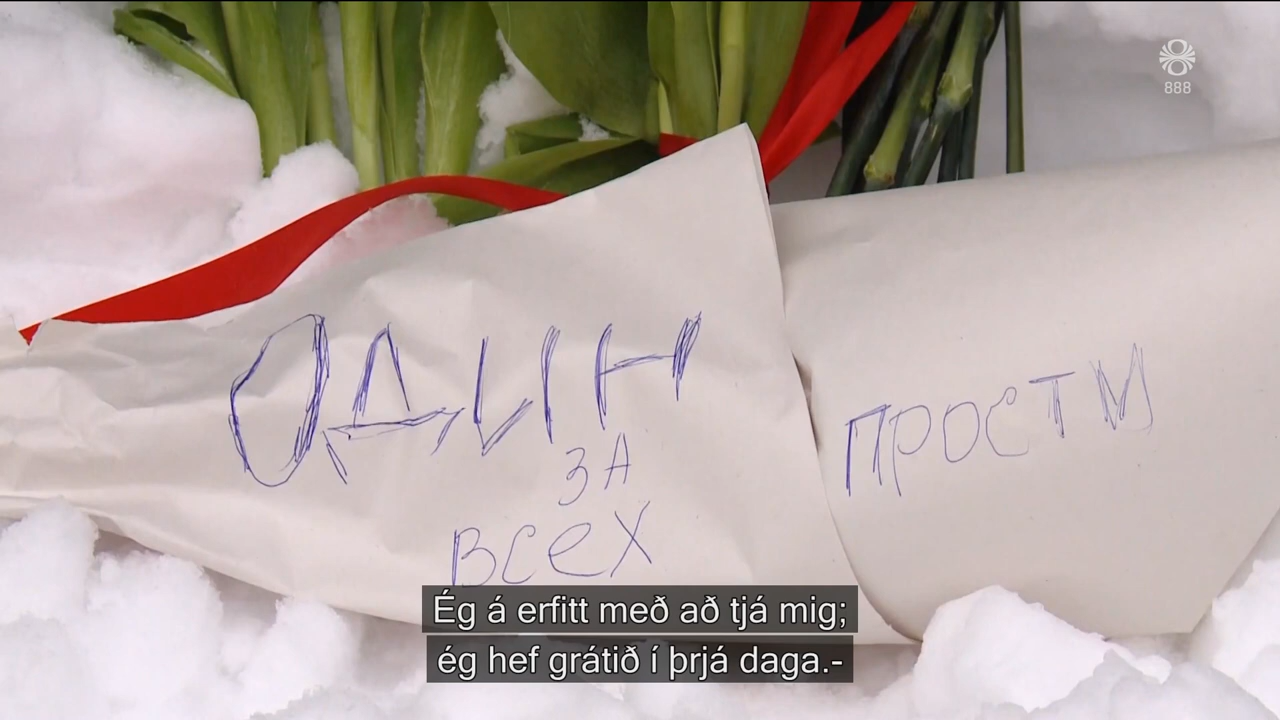 888
ОДИН
ЗА
ВСЕХ
ПРОСТИ
Ég á erfitt með að tjá mig;
ég hef grátið í þrjá daga.-